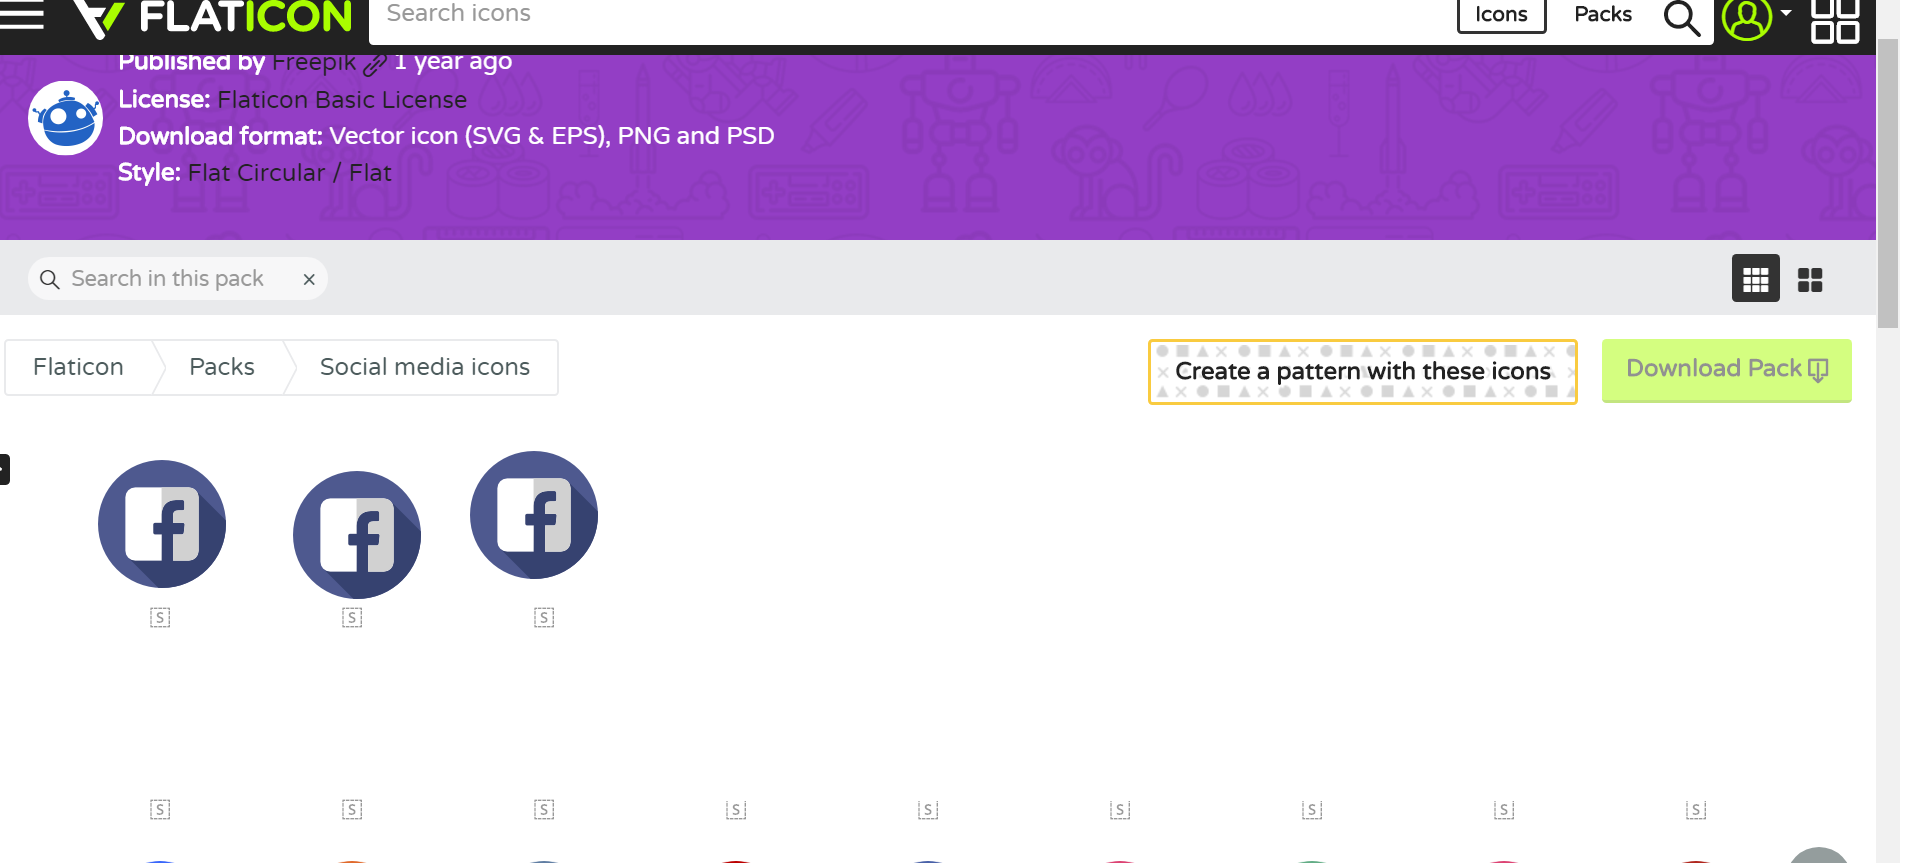 FLATICON
Search icons
Icons
Packs
Published by Freepik 1 year ago
License: Flaticon Basic License
Download format: Vector icon (SVG & EPS), PNG and PSD
Style: Flat Circular / Flat
Search in this pack ×
Flaticon
Packs
Social media icons
Create a pattern with these icons
Download Pack
f f f
S S S
S S S S S S S S S